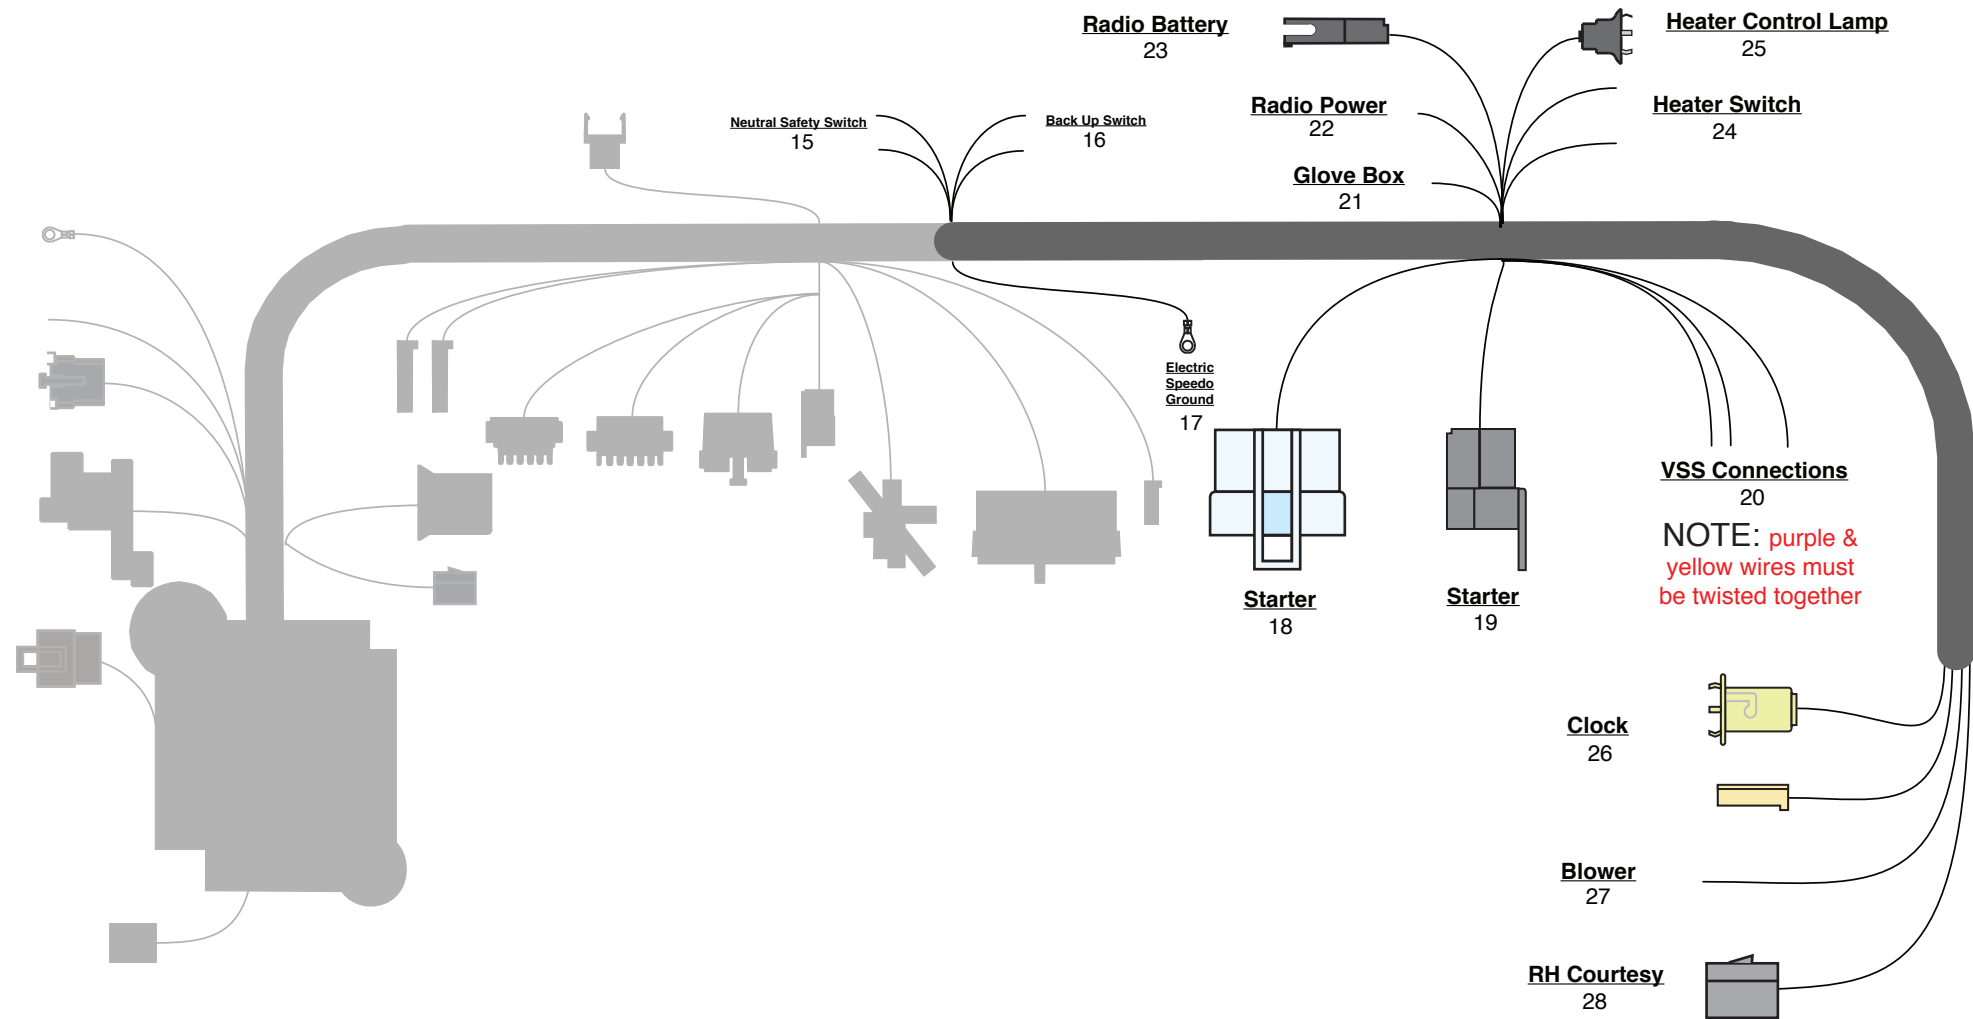 Radio Battery
23
Heater Control Lamp
25
Radio Power
22
Heater Switch
24
Neutral Safety Switch
15
Back Up Switch
16
Glove Box
21
Electric
Speedo
Ground
17
Starter
18
Starter
19
VSS Connections
20
NOTE: purple &
yellow wires must
be twisted together
Clock
26
Blower
27
RH Courtesy
28